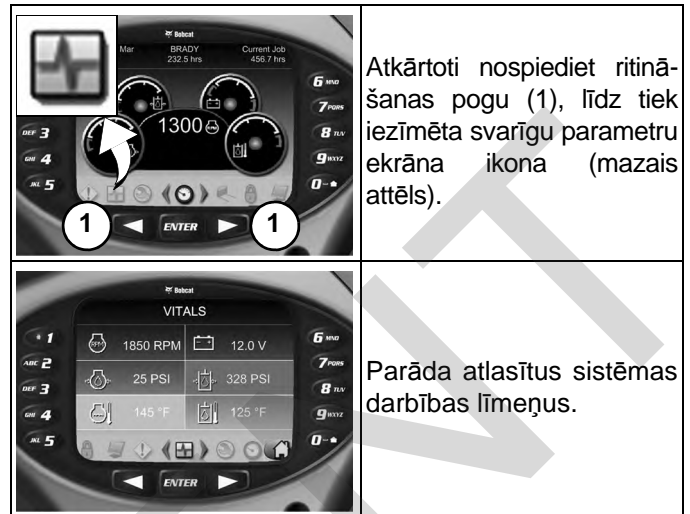 Bobcat
Mar BRADY Current Job
232.5 hrs 456.7 hrs
6 MNO
7 PQRS
DEF 3 8 TUV
1300 RPM
GHI 4 9 WXYZ
JKL 5 0
1 ENTER 1
Atkārtoti nospiediet ritinā-
šanas pogu (1), līdz tiek
iezīmēta svarīgu parametru
ekrāna ikona (mazais
attēls).
Bobcat
VITALS
1 RPM 1850 RPM 12.0 V 6 MNO
ABC 2 7 PQRS
DEF 3 25 PSI 328 PSI 8 TUV
GHI 4 145 °F 125 °F 9 WXYZ
JKL 5 0
ENTER
Parāda atlasītus sistēmas
darbības līmeņus.